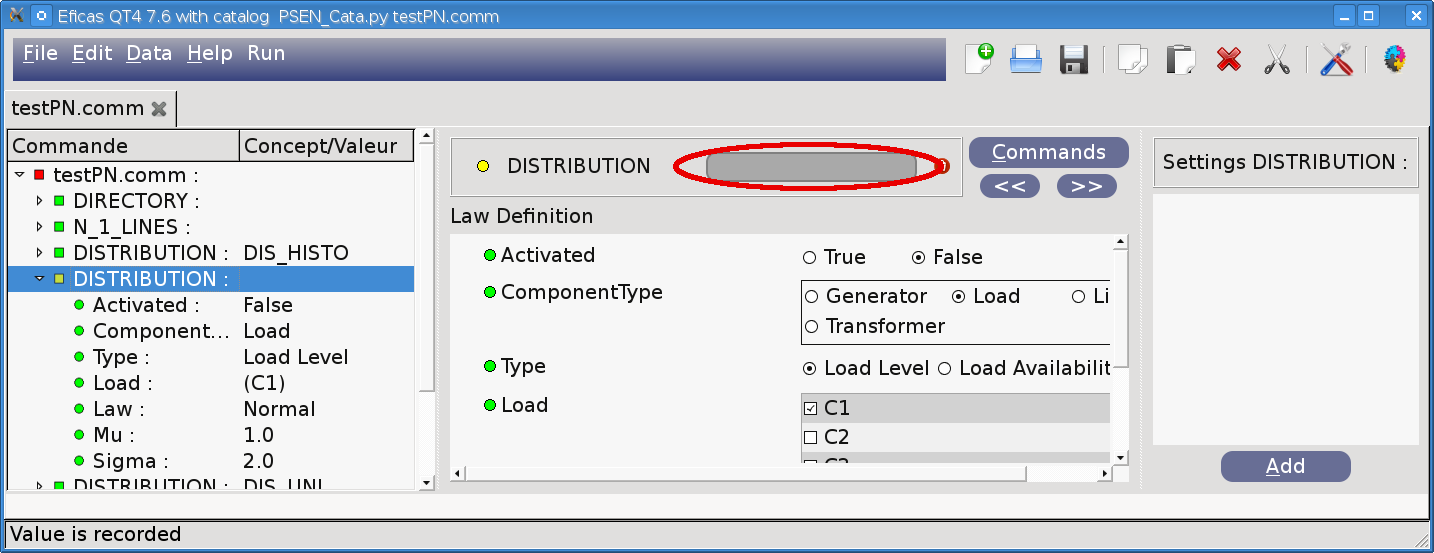 Eficas QT4 7.6 with catalog PSEN_Cata.py testPN.comm
File Edit Data Help Run
testPN.comm
Commande Concept/Valeur
testPN.comm :
DIRECTORY :
N_1_LINES :
DISTRIBUTION : DIS_HISTO
DISTRIBUTION :
Activated : False
Component... Load
Type : Load Level
Load : (C1)
Law : Normal
Mu : 1.0
Sigma : 2.0
DISTRIBUTION : DIS_UNI
DISTRIBUTION
Commands
<< >>
Law Definition
Activated True False
ComponentType Generator Load Li
Transformer
Type Load Level Load Availabilit
Load C1
C2
C3
Settings DISTRIBUTION :
Add
Value is recorded